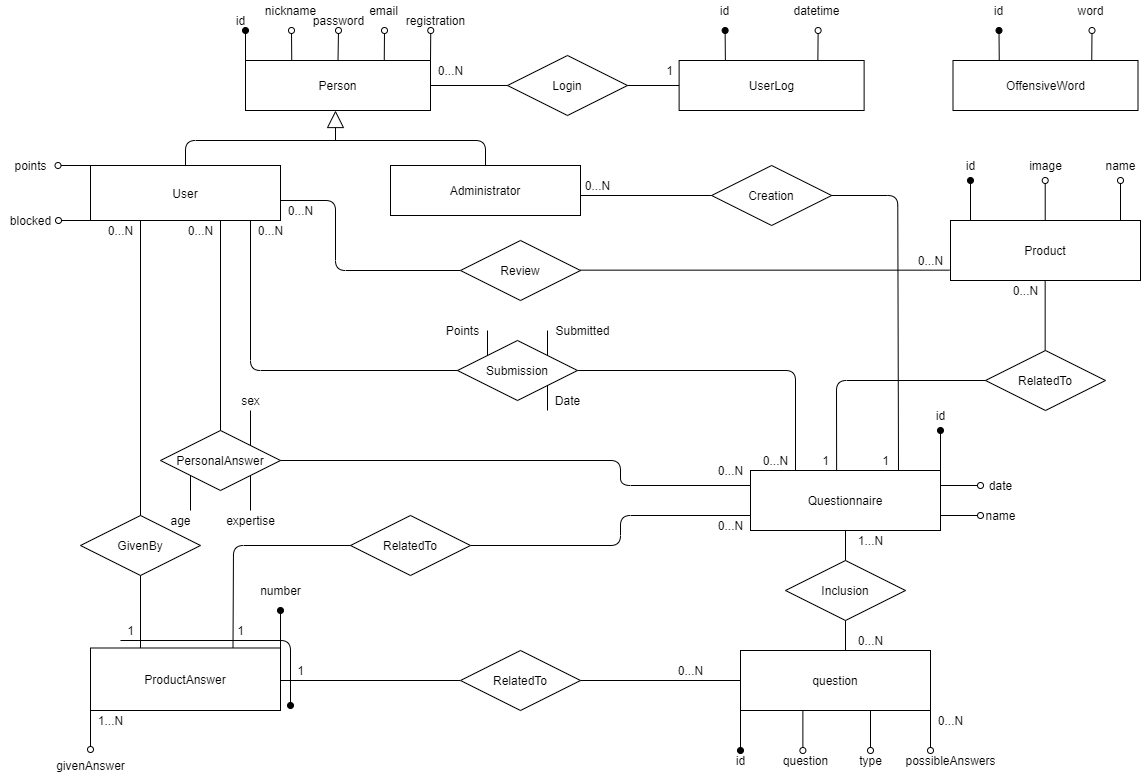 nickname
email
id
password
registration
id
datetime
id
word
0...N
1
Person
Login
UserLog
OffensiveWord
points
User
Administrator
0...N
Creation
id
image
name
blocked
0...N
0...N
0...N
0...N
Review
0...N
Product
0...N
Points
Submitted
Submission
Date
RelatedTo
sex
id
PersonalAnswer
0...N
0...N
1
1
date
Questionnaire
name
age
expertise
0...N
GivenBy
RelatedTo
1...N
number
Inclusion
1
1
0...N
ProductAnswer
1
RelatedTo
0...N
question
1...N
0...N
givenAnswer
id
question
type
possibleAnswers